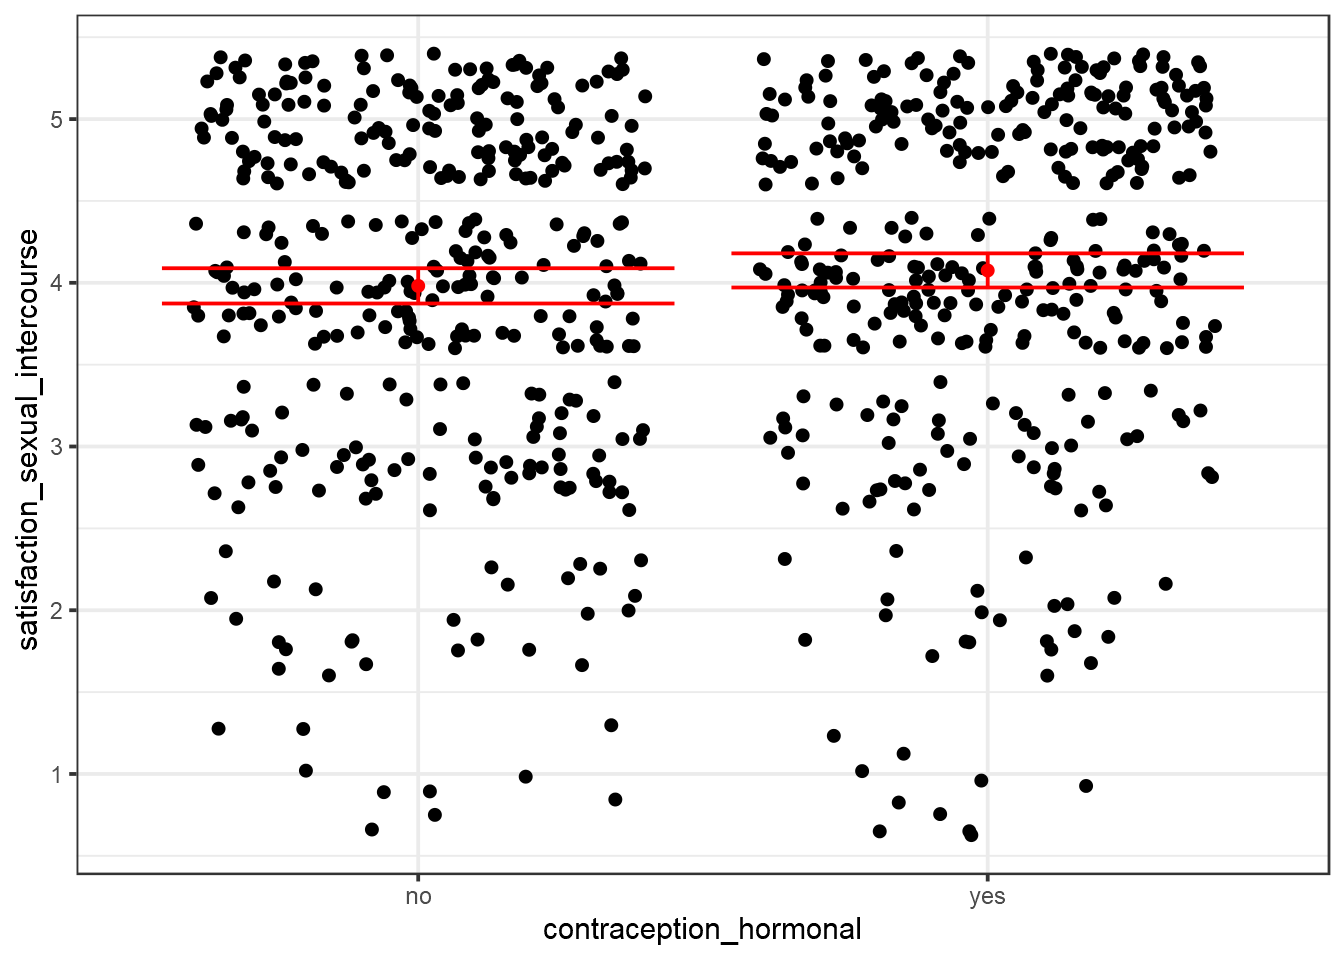 satisfaction_sexual_intercourse
5
4
3
2
1
no yes
contraception_hormonal